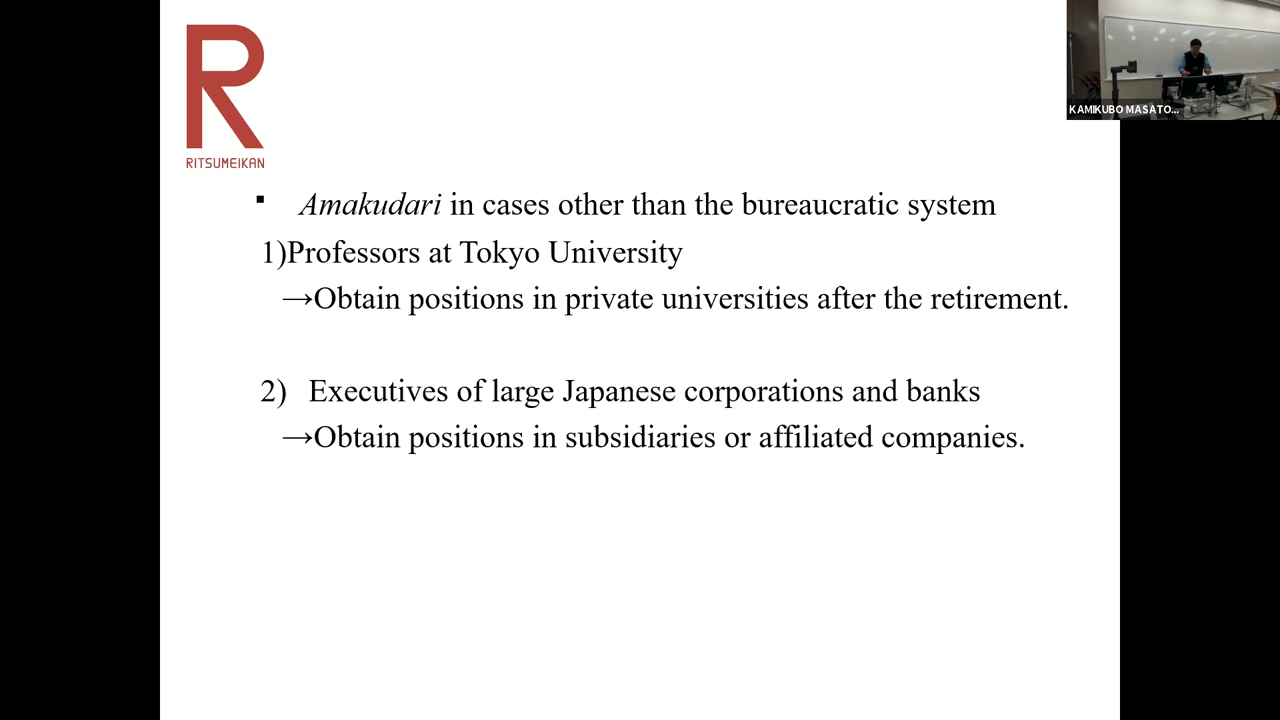 R
RITSUMEIKAN
KAMIKUBO MASATO...
▪ Amakudari in cases other than the bureaucratic system
1)Professors at Tokyo University
→Obtain positions in private universities after the retirement.
2) Executives of large Japanese corporations and banks
→Obtain positions in subsidiaries or affiliated companies.